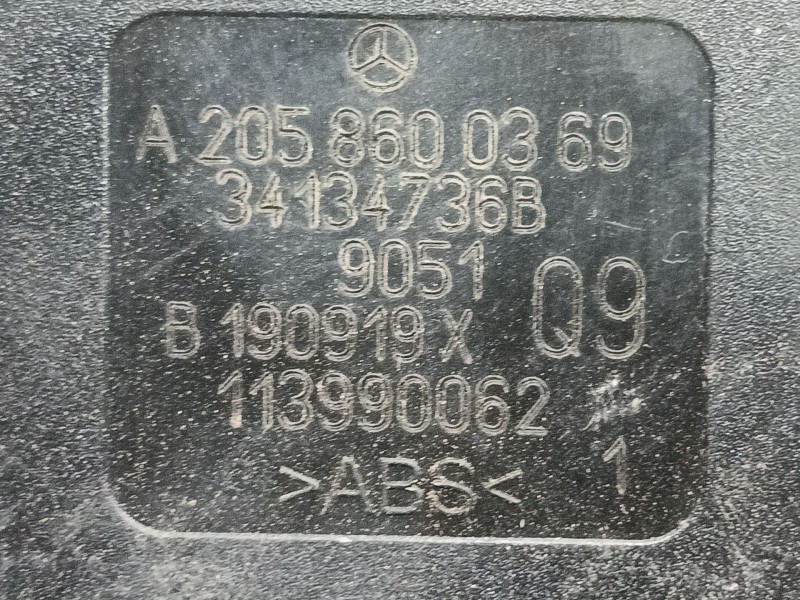 A 205 860 03 69
34134736B
9051
Q9
B 190919 X
113990062
1
>ABS<